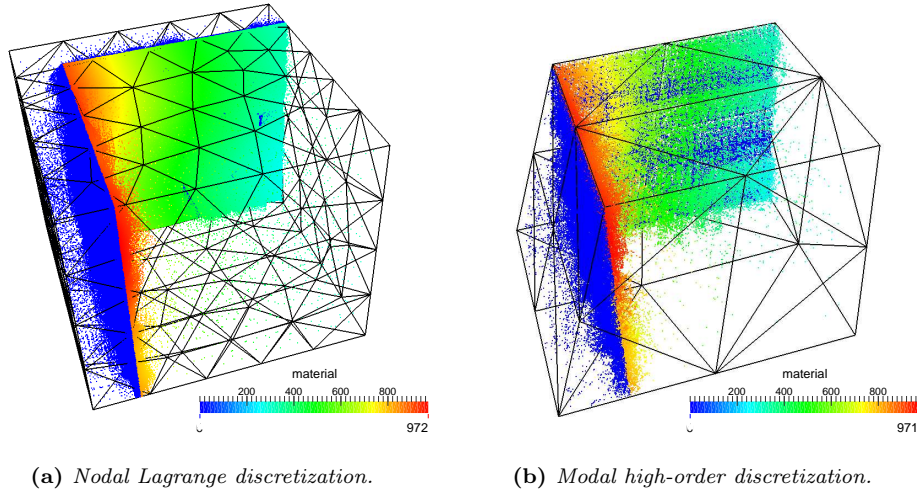 material
200 400 600 800
972
(a) Nodal Lagrange discretization.
material
200 400 600 800
971
(b) Modal high-order discretization.